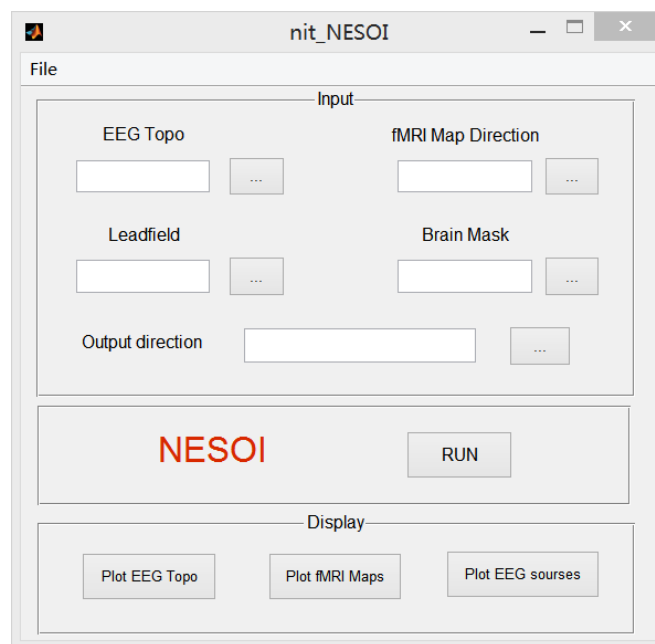 nit_NESOI
File
Input
EEG Topo
fMRI Map Direction
...
...
Leadfield
Brain Mask
...
...
Output direction
...
NESOI
RUN
Display
Plot EEG Topo
Plot fMRI Maps
Plot EEG sourses